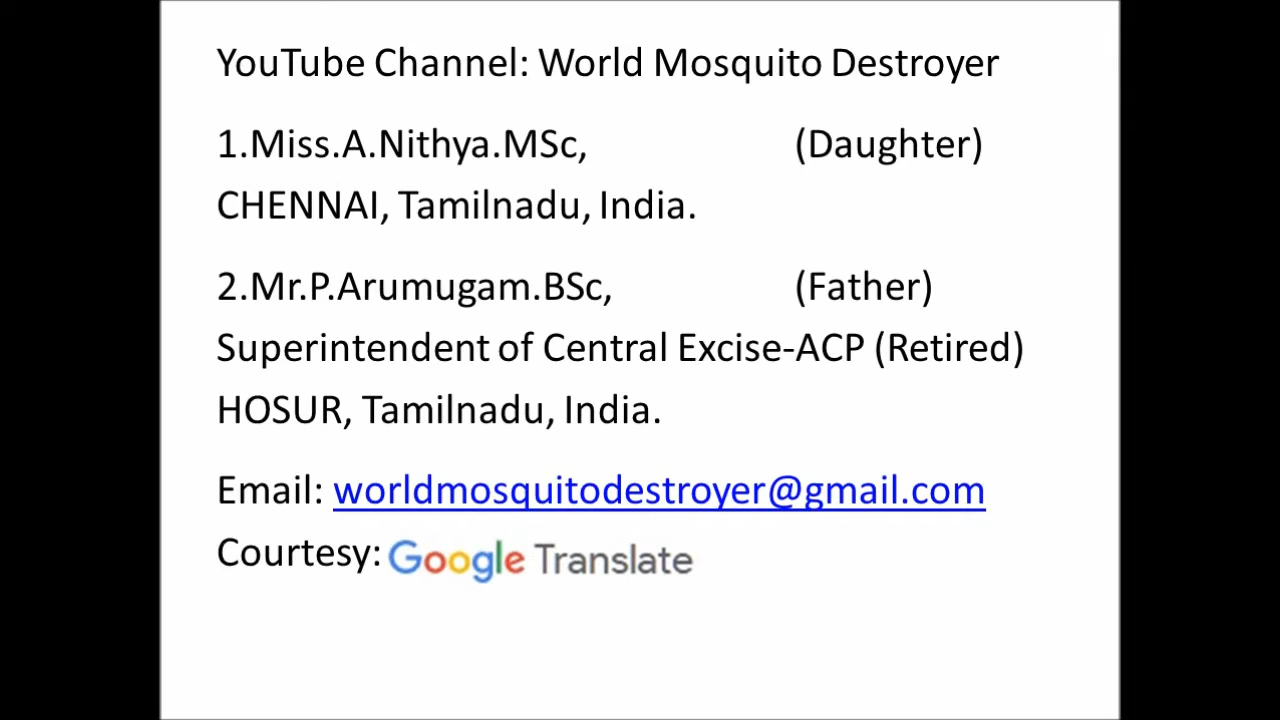 YouTube Channel: World Mosquito Destroyer
1.Miss.A.Nithya.MSc, (Daughter)
CHENNAI, Tamilnadu, India.
2.Mr.P.Arumugam.BSc, (Father)
Superintendent of Central Excise-ACP (Retired)
HOSUR, Tamilnadu, India.
Email: worldmosquitodestroyer@gmail.com
Courtesy: Google Translate